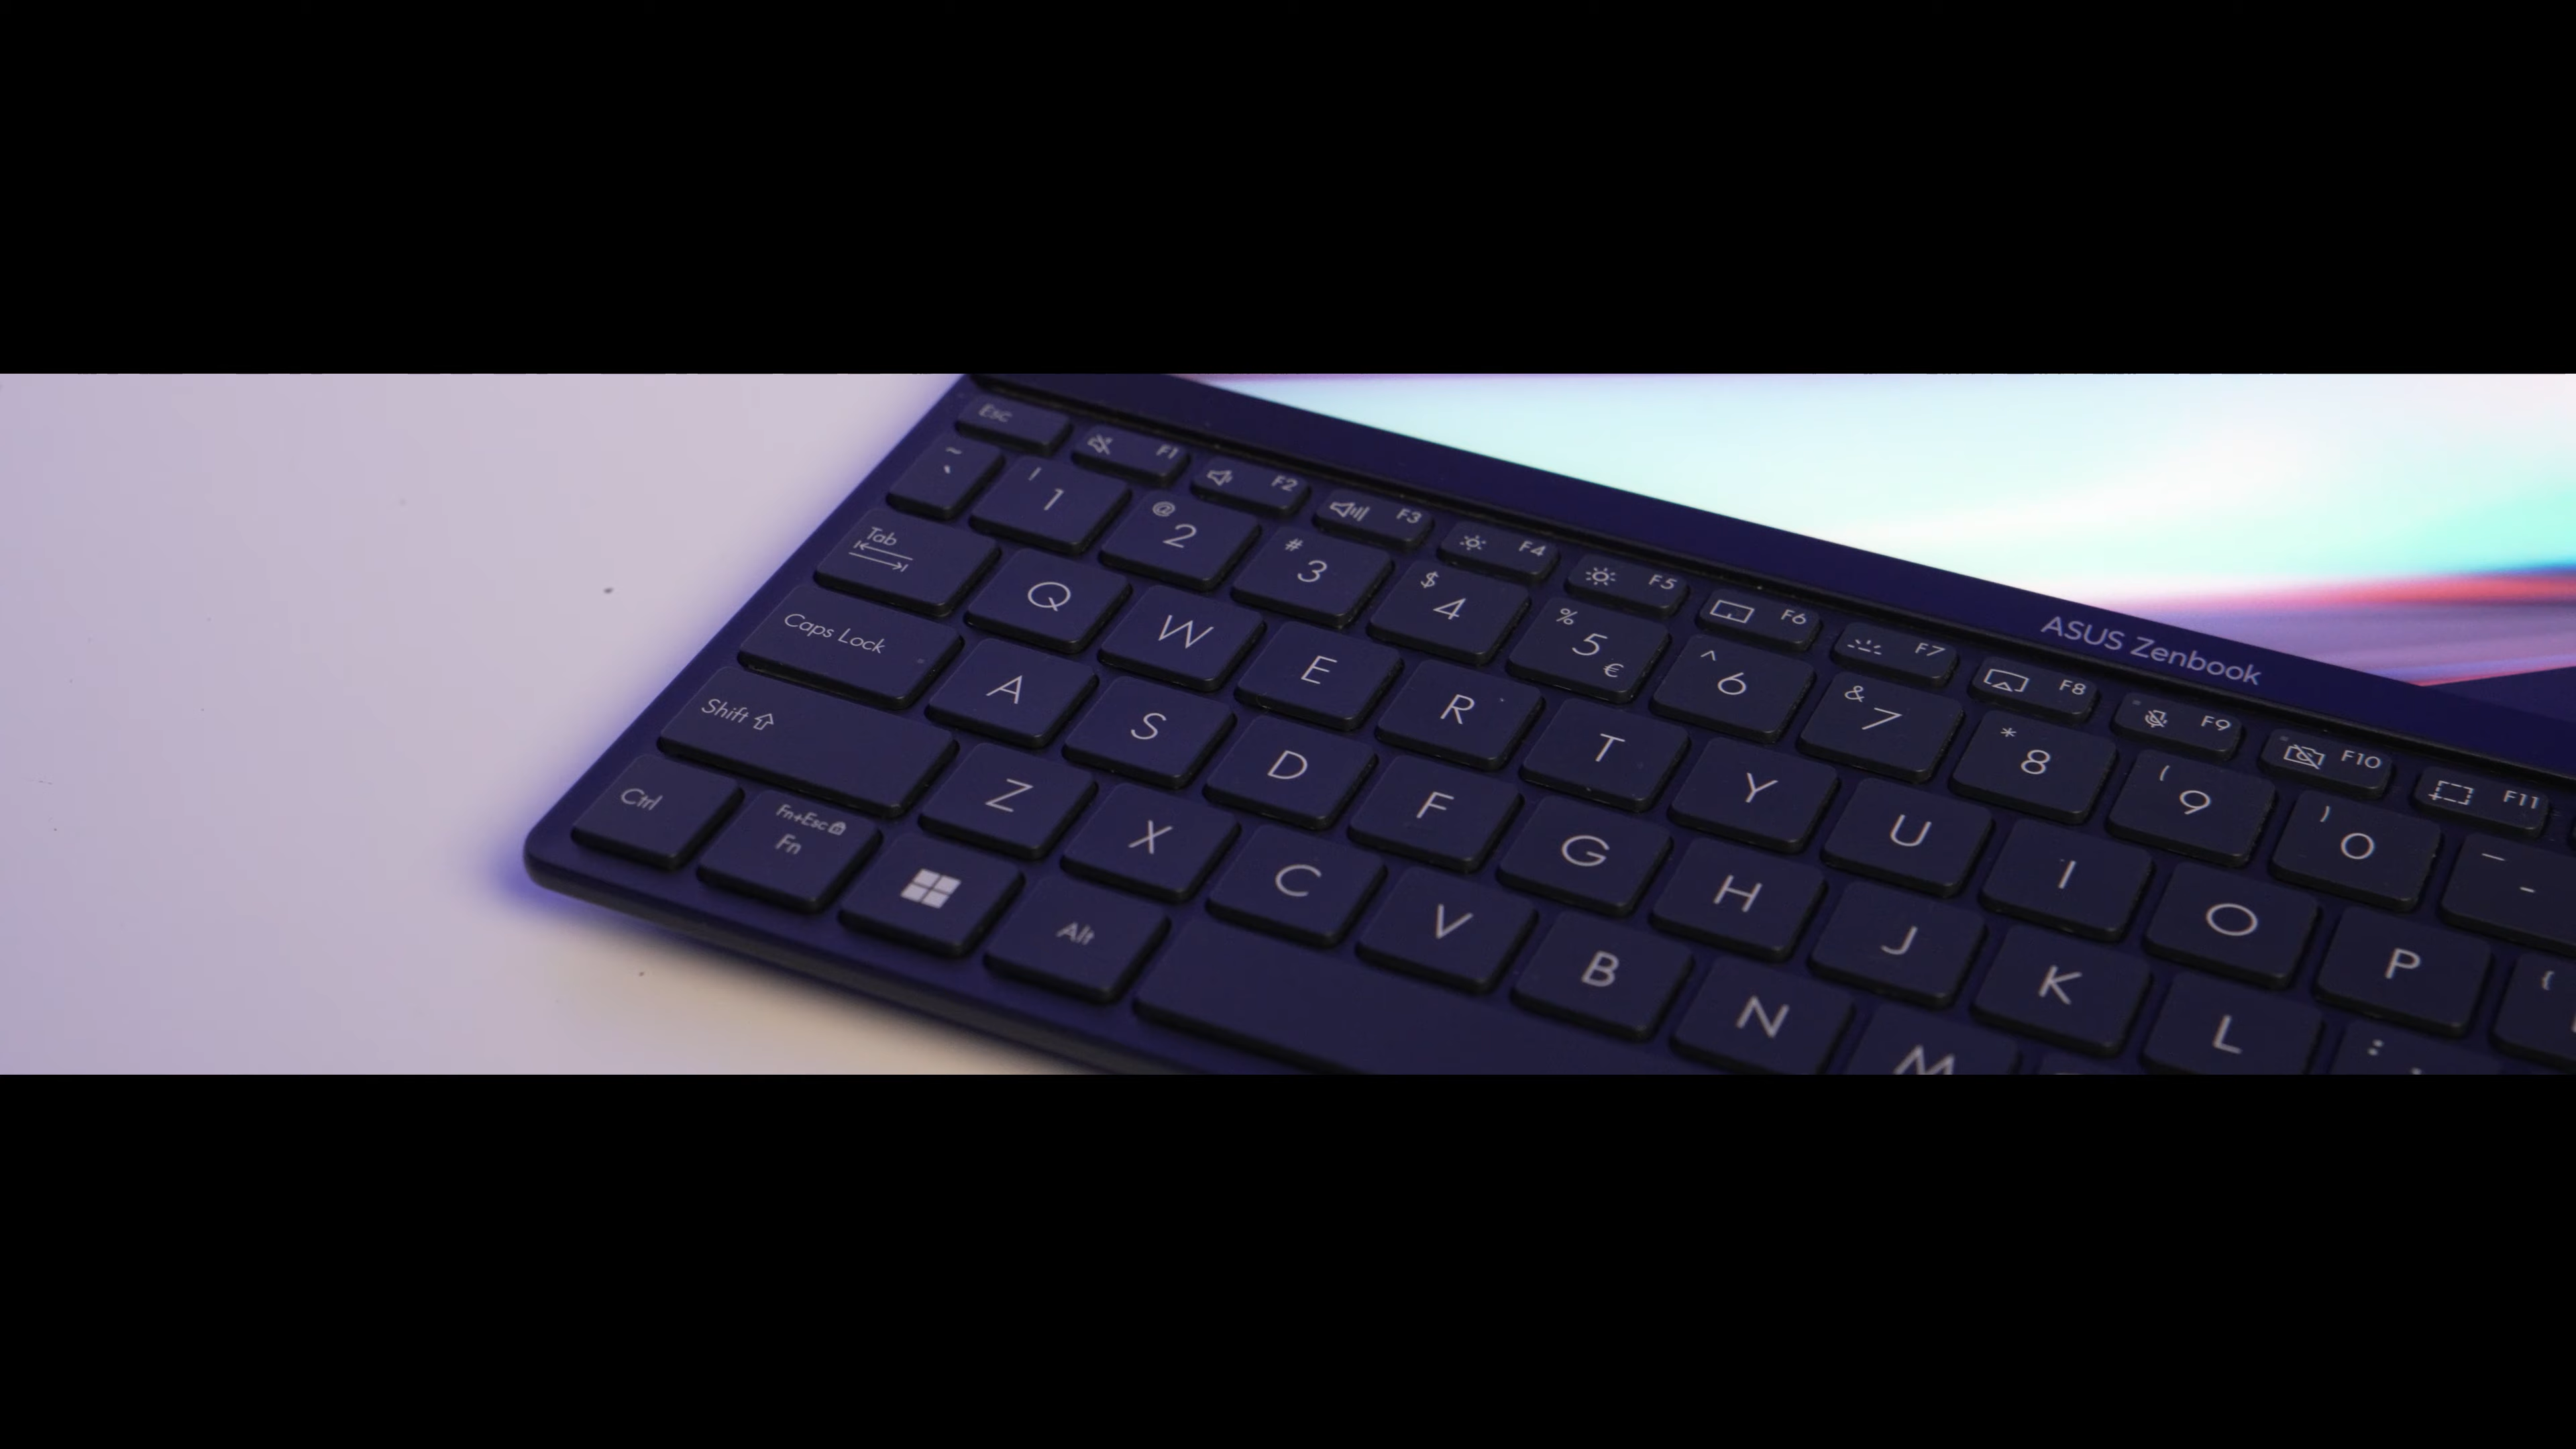 ASUS Zenbook
Esc F1 F2 F3 F4 F5 F6 F7 F8 F9 F10 F11
~ ` ! 1 @ 2 # 3 $ 4 % 5 € ^ 6 & 7 * 8 ( 9 ) 0 _ -
Tab Q W E R T Y U I O P {
Caps Lock A S D F G H J K L :
Shift Z X C V B N M
Ctrl Fn+Esc Fn Alt